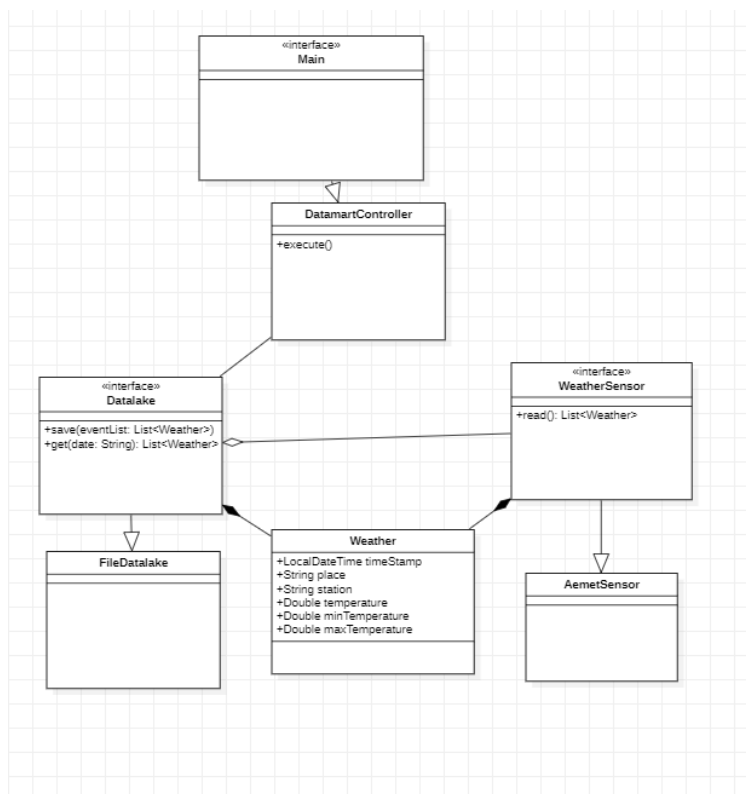 «interface»
Main
DatamartController
+execute()
«interface»
Datalake
+save(eventList: List<Weather>)
+get(date: String): List<Weather>
«interface»
WeatherSensor
+read(): List<Weather>
FileDatalake
Weather
+LocalDateTime timeStamp
+String place
+String station
+Double temperature
+Double minTemperature
+Double maxTemperature
AemetSensor